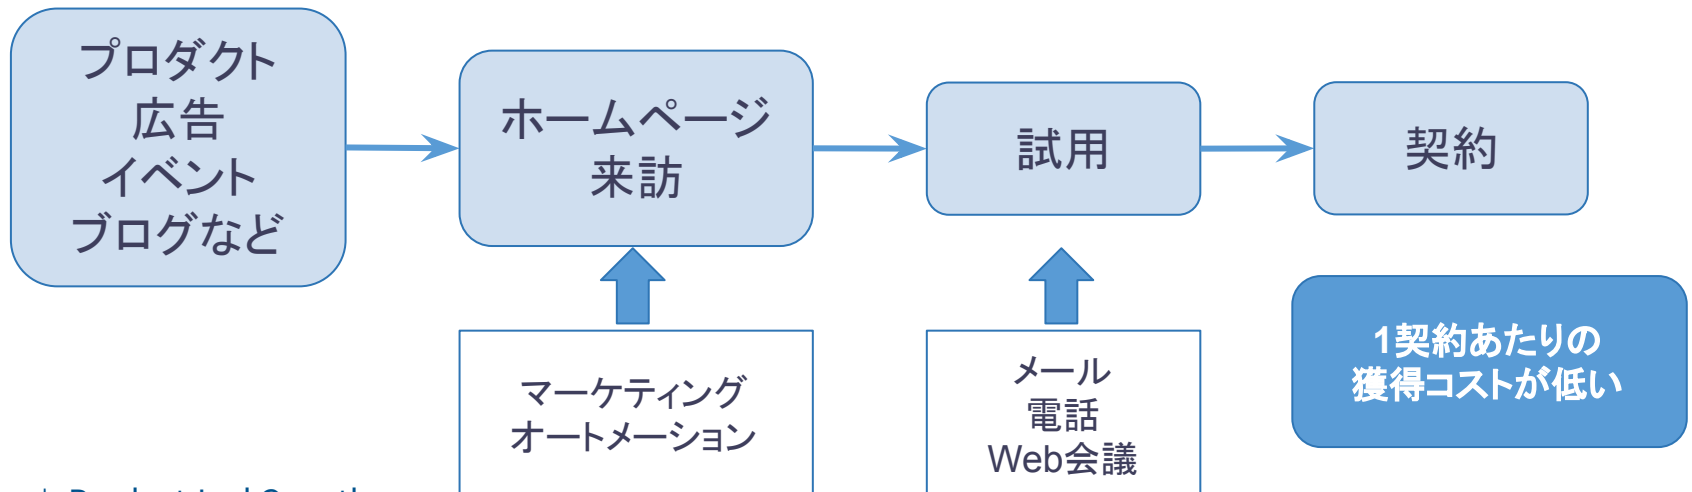 プロダクト
広告
イベント
ブログなど
ホームページ
来訪
試用
契約
マーケティング
オートメーション
メール
電話
Web会議
1契約あたりの
獲得コストが低い